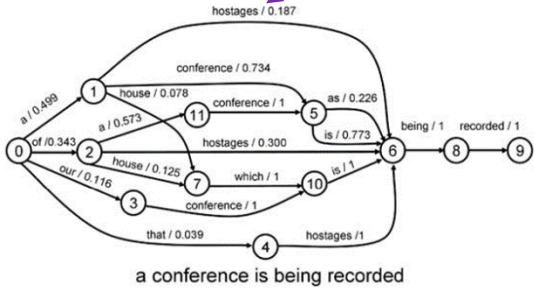 hostages / 0.187
conference / 0.734
a / 0.499
1
house / 0.078
as / 0.226
a / 0.573
11
conference / 1
5
is / 0.773
being / 1
recorded / 1
0
of /0.343
2
hostages / 0.300
6
8
9
house / 0.125
our / 0.116
7
which / 1
10
is / 1
3
conference / 1
that / 0.039
4
hostages /1
a conference is being recorded